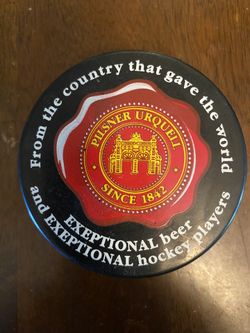 From the country that gave the world
PILSNER URQUELL
SINCE 1842
EXEPTIONAL beer
and EXEPTIONAL hockey players